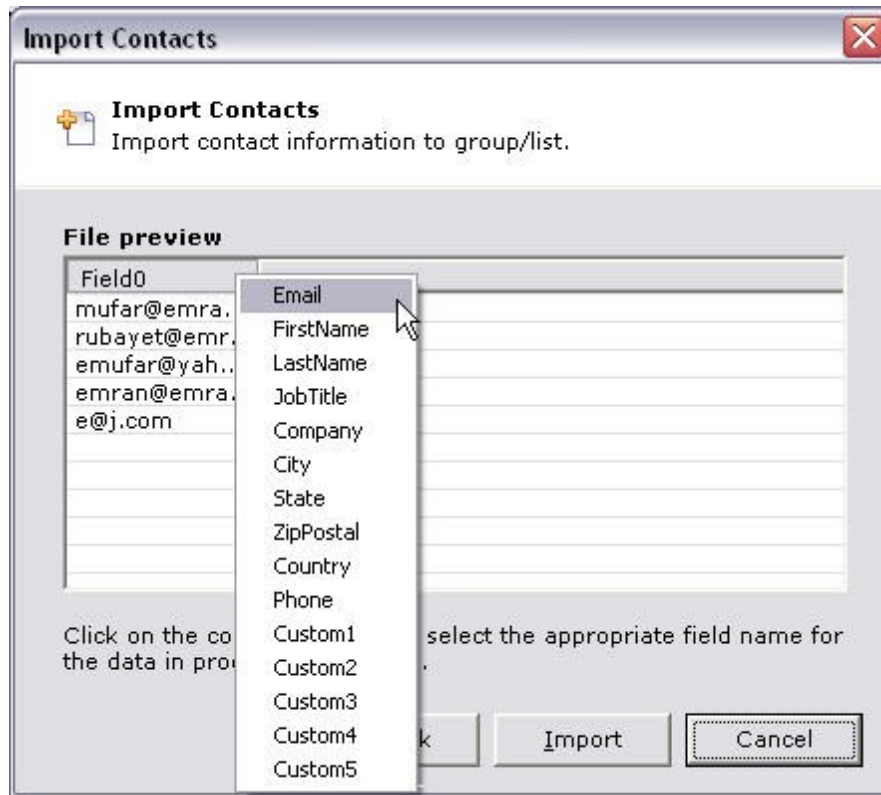 Import Contacts
Import Contacts
Import contact information to group/list.
File preview
Field0
mufar@emra.
rubayet@emr.
emufar@yah..
emran@emra.
e@j.com
Email
FirstName
LastName
JobTitle
Company
City
State
ZipPostal
Country
Phone
Custom1
Custom2
Custom3
Custom4
Custom5
Click on the co select the appropriate field name for
the data in pro .
k Import Cancel